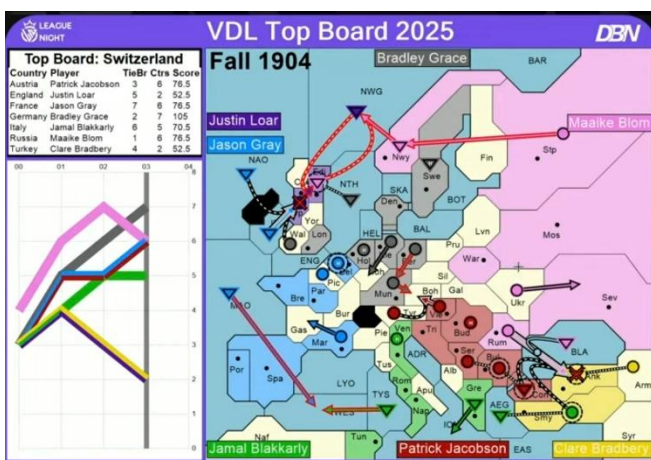 LEAGUE
NIGHT
VDL Top Board 2025
DBN
Top Board: Switzerland
Country Player TieBr Ctrs Score
Austria Patrick Jacobson 3 6 76.5
England Justin Loar 5 2 52.5
France Jason Gray 7 6 76.5
Germany Bradley Grace 2 7 105
Italy Jamal Blakkarly 6 5 70.5
Russia Maaike Blom 1 6 76.5
Turkey Clare Bradbery 4 2 52.5
00 01 02 03 04
8
7
6
5
4
3
2
1
0
Fall 1904
Bradley Grace
BAR
NWG
Justin Loar
Maaike Blom
Jason Gray
Stp
Nwy
Fin
NAO
Swe
Edi
NTH
SKA
BOT
Den
Yor
Lvn
Mos
Wal
Lon
HEL
BAL
Pru
ENG
Hol
War
Bel
Sil
Pic
Mun
Boh
Gal
Ukr
Bre
Par
Sev
MAO
Bur
Tyr
Vie
Gas
Bud
Rum
Mar
Pie
Ven
Tri
BLA
Ser
Bul
Tus
ADR
Ank
Arm
Por
Spa
LYO
Rom
Alb
Con
Apu
Gre
WES
TYS
Nap
AEG
Smy
Tun
EAS
Syr
Naf
Jamal Blakkarly
Patrick Jacobson
Clare Bradbery